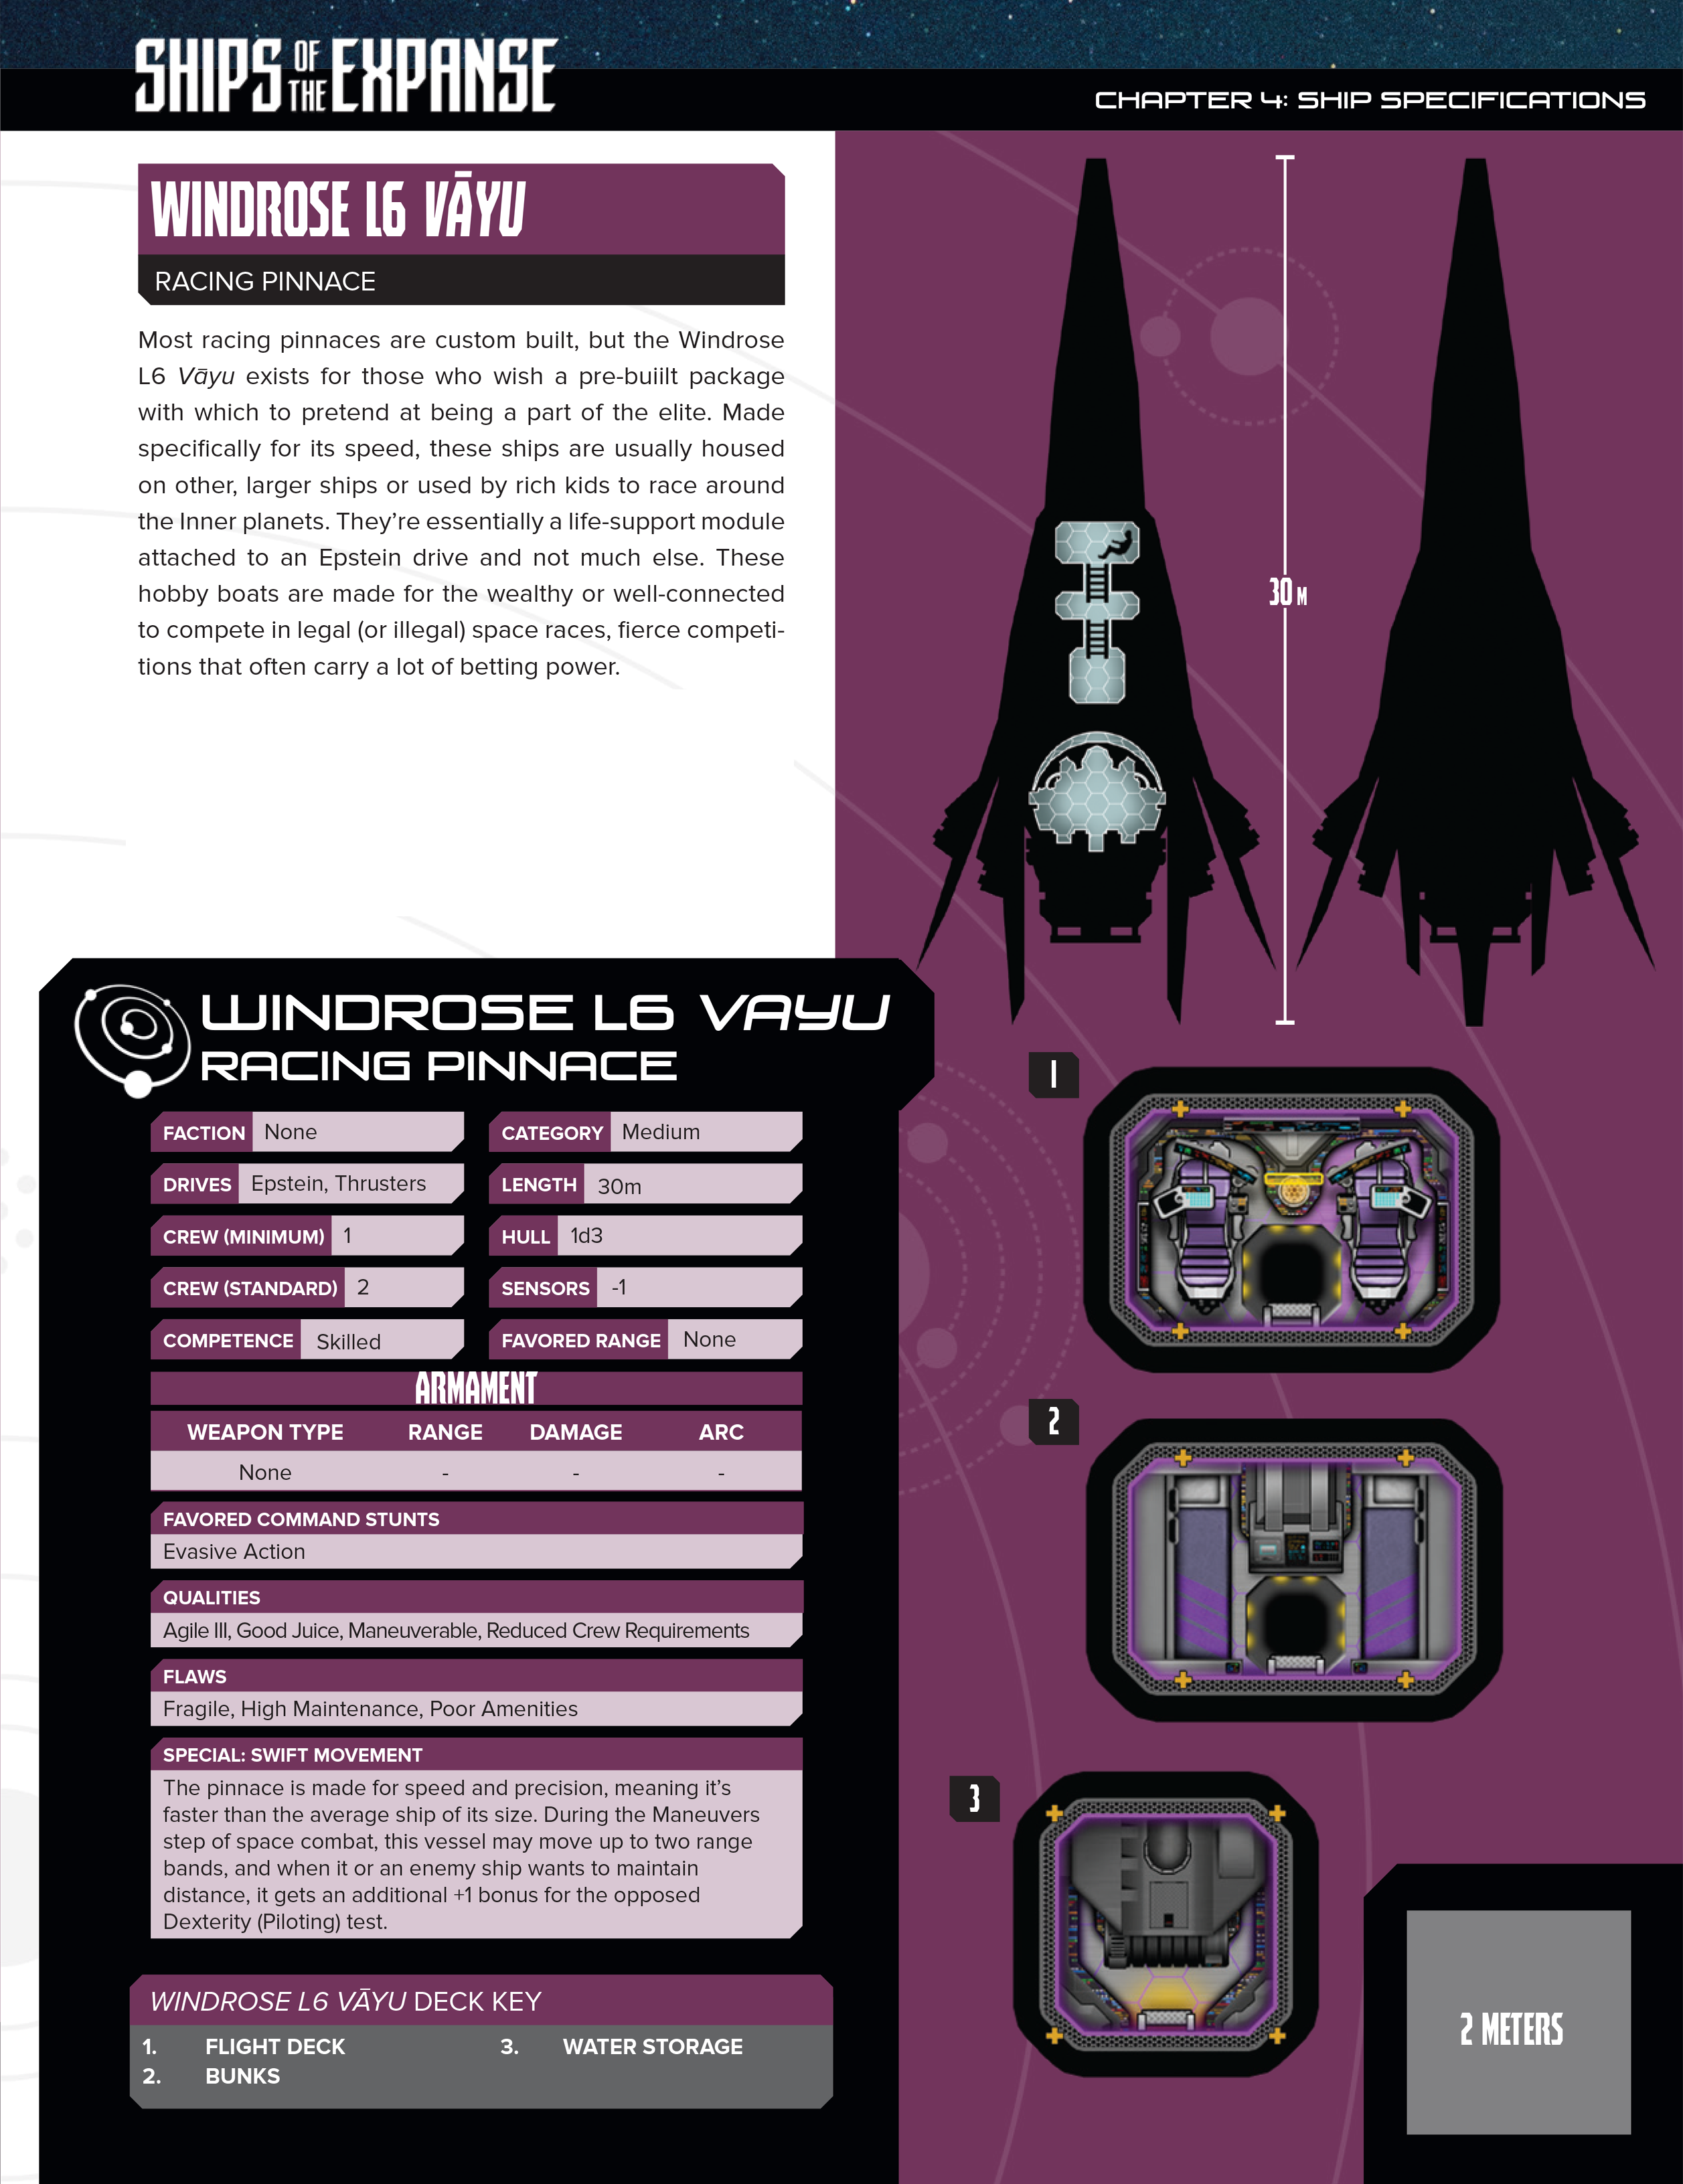 SHIPS OF THE EXPANSE
CHAPTER 4: SHIP SPECIFICATIONS
WINDROSE L6 VĀYU
RACING PINNACE
Most racing pinnaces are custom built, but the Windrose
L6 Vāyu exists for those who wish a pre-buiilt package
with which to pretend at being a part of the elite. Made
specifically for its speed, these ships are usually housed
on other, larger ships or used by rich kids to race around
the Inner planets. They’re essentially a life-support module
attached to an Epstein drive and not much else. These
hobby boats are made for the wealthy or well-connected
to compete in legal (or illegal) space races, fierce competi-
tions that often carry a lot of betting power.
30 M
WINDROSE L6 VAYU
RACING PINNACE
FACTION None
CATEGORY Medium
DRIVES Epstein, Thrusters
LENGTH 30m
CREW (MINIMUM) 1
HULL 1d3
CREW (STANDARD) 2
SENSORS -1
COMPETENCE Skilled
FAVORED RANGE None
ARMAMENT
WEAPON TYPE RANGE DAMAGE ARC
None - - -
FAVORED COMMAND STUNTS
Evasive Action
QUALITIES
Agile III, Good Juice, Maneuverable, Reduced Crew Requirements
FLAWS
Fragile, High Maintenance, Poor Amenities
SPECIAL: SWIFT MOVEMENT
The pinnace is made for speed and precision, meaning it’s
faster than the average ship of its size. During the Maneuvers
step of space combat, this vessel may move up to two range
bands, and when it or an enemy ship wants to maintain
distance, it gets an additional +1 bonus for the opposed
Dexterity (Piloting) test.
WINDROSE L6 VĀYU DECK KEY
1. FLIGHT DECK
2. BUNKS
3. WATER STORAGE
1
2
3
2 METERS